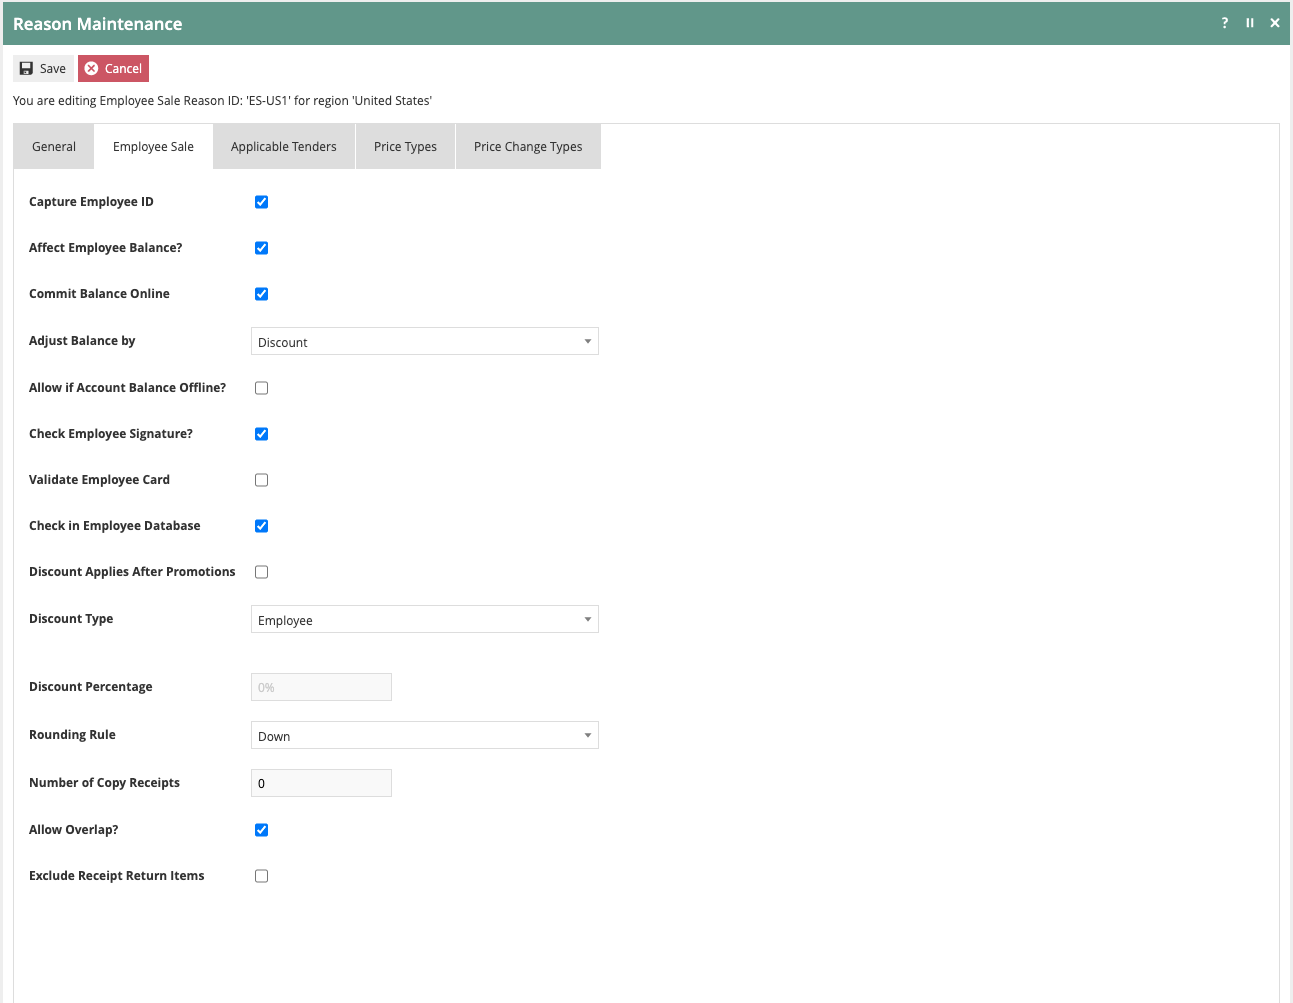 Reason Maintenance
?
Save Cancel
You are editing Employee Sale Reason ID: 'ES-US1' for region 'United States'
General Employee Sale Applicable Tenders Price Types Price Change Types
Capture Employee ID
Affect Employee Balance?
Commit Balance Online
Adjust Balance by Discount
Allow if Account Balance Offline?
Check Employee Signature?
Validate Employee Card
Check in Employee Database
Discount Applies After Promotions
Discount Type Employee
Discount Percentage 0%
Rounding Rule Down
Number of Copy Receipts 0
Allow Overlap?
Exclude Receipt Return Items